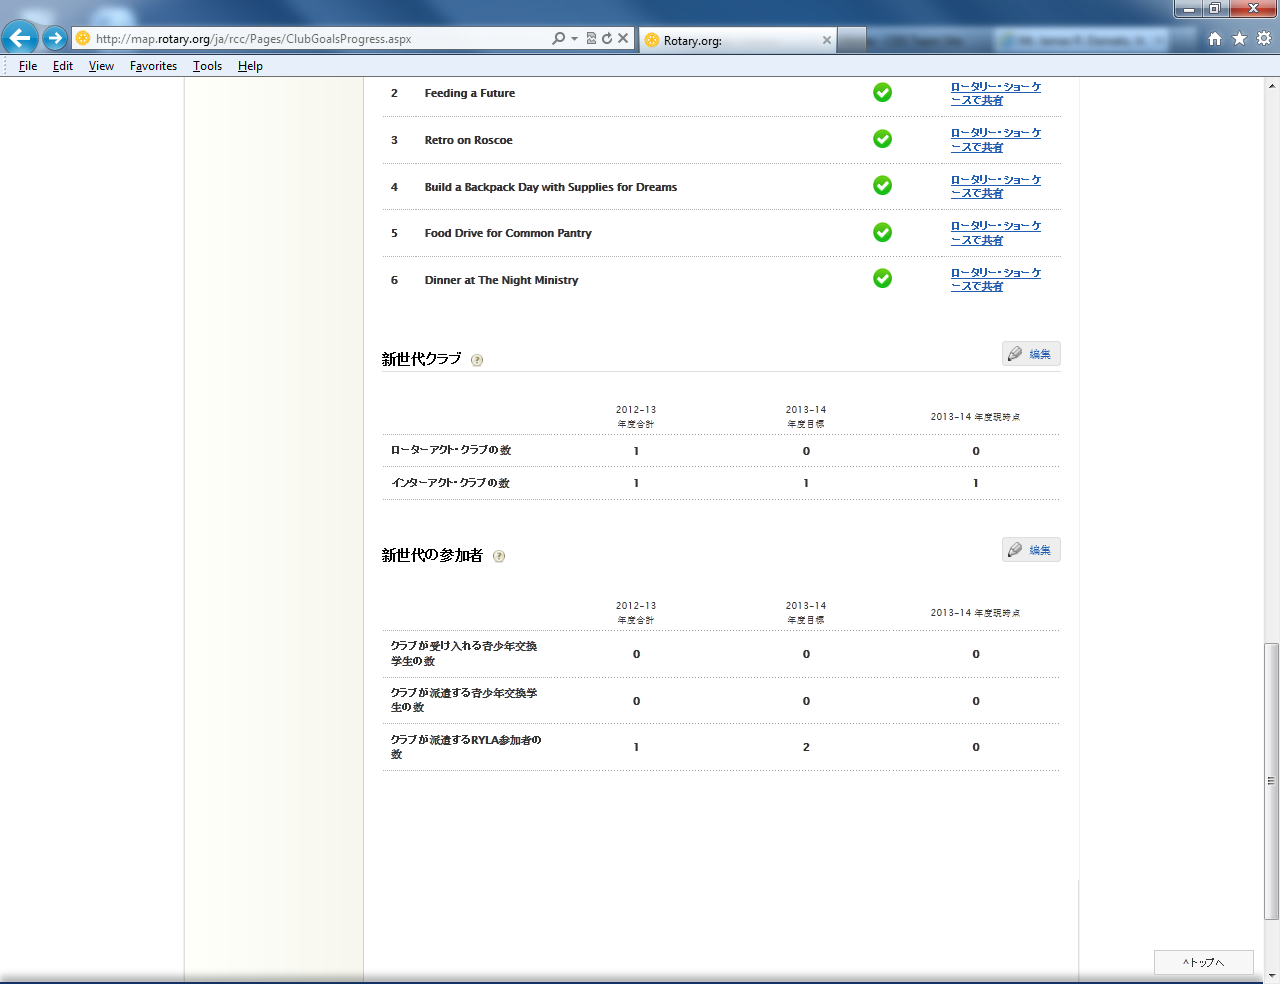 http://map.rotary.org/ja/rcc/Pages/ClubGoalsProgress.aspx
Rotary.org:
File Edit View Favorites Tools Help
2 Feeding a Future ロータリー・ショーケ
ースで共有
3 Retro on Roscoe ロータリー・ショーケ
ースで共有
4 Build a Backpack Day with Supplies for Dreams ロータリー・ショーケ
ースで共有
5 Food Drive for Common Pantry ロータリー・ショーケ
ースで共有
6 Dinner at The Night Ministry ロータリー・ショーケ
ースで共有
新世代クラブ ? 編集
2012-13 2013-14 2013-14 年度現時点
年度合計 年度目標
ローターアクト・クラブの数 1 0 0
インターアクト・クラブの数 1 1 1
新世代の参加者 ? 編集
2012-13 2013-14 2013-14 年度現時点
年度合計 年度目標
クラブが受け入れる青少年交換
学生の数 0 0 0
クラブが派遣する青少年交換学
生の数 0 0 0
クラブが派遣するRYLA参加者の
数 1 2 0
^トップへ